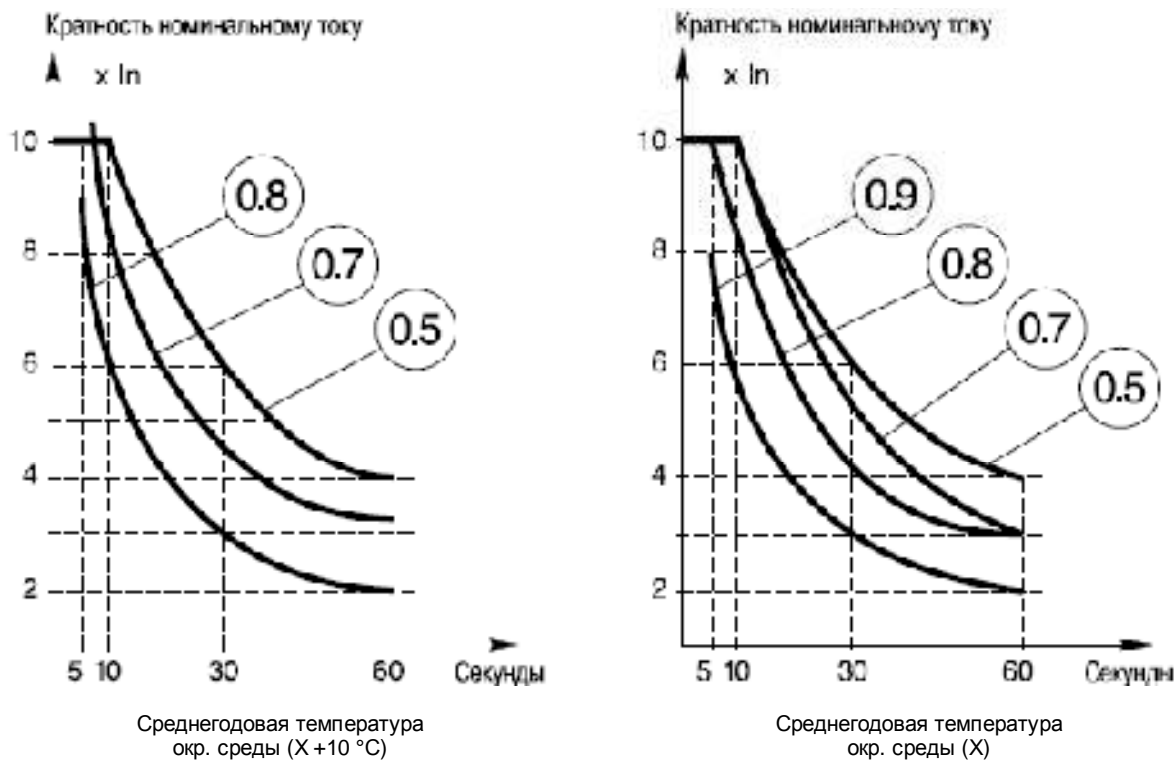 Кратность номинальному току
x In
10
8
6
4
2
0.8
0.7
0.5
5 10 30 60 Секунды
Среднегодовая температура
окр. среды (X +10 °C)
Кратность номинальному току
x In
10
8
6
4
2
0.9
0.8
0.7
0.5
5 10 30 60 Секунды
Среднегодовая температура
окр. среды (X)